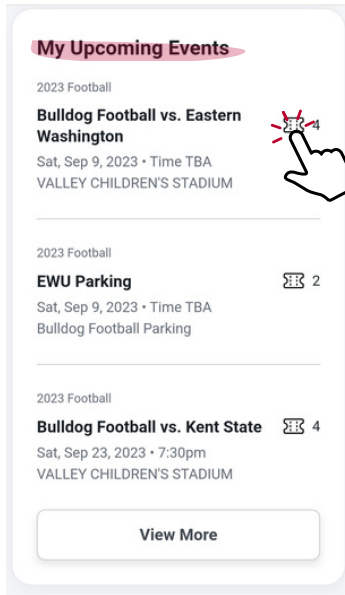 My Upcoming Events
2023 Football
Bulldog Football vs. Eastern
Washington
4
Sat, Sep 9, 2023 • Time TBA
VALLEY CHILDREN'S STADIUM
2023 Football
EWU Parking
2
Sat, Sep 9, 2023 • Time TBA
Bulldog Football Parking
2023 Football
Bulldog Football vs. Kent State
4
Sat, Sep 23, 2023 • 7:30pm
VALLEY CHILDREN'S STADIUM
View More